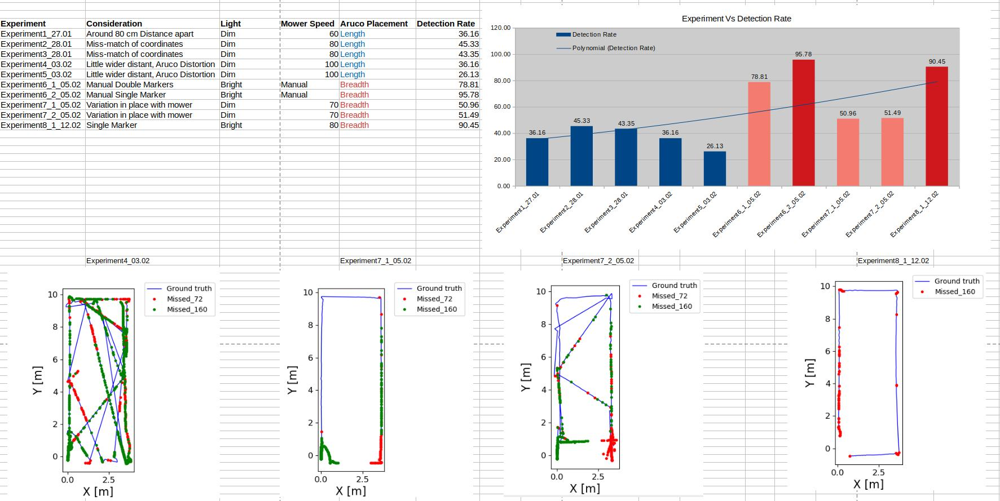 Experiment Consideration Light Mower Speed Aruco Placement Detection Rate
Experiment1_27.01 Around 80 cm Distance apart Dim 60 Length 36.16
Experiment2_28.01 Miss-match of coordinates Dim 80 Length 45.33
Experiment3_28.01 Miss-match of coordinates Dim 80 Length 43.35
Experiment4_03.02 Little wider distant, Aruco Distortion Dim 100 Length 36.16
Experiment5_03.02 Little wider distant, Aruco Distortion Dim 100 Length 26.13
Experiment6_1_05.02 Manual Double Markers Bright Manual Breadth 78.81
Experiment6_2_05.02 Manual Single Marker Bright Manual Breadth 95.78
Experiment7_1_05.02 Variation in place with mower Dim 70 Breadth 50.96
Experiment7_2_05.02 Variation in place with mower Dim 70 Breadth 51.49
Experiment8_1_12.02 Single Marker Bright 80 Breadth 90.45
Experiment Vs Detection Rate
Detection Rate
Polynomial (Detection Rate)
120.00
100.00
80.00
60.00
40.00
20.00
0.00
36.16
45.33
43.35
36.16
26.13
78.81
95.78
50.96
51.49
90.45
Experiment1_27.01
Experiment2_28.01
Experiment3_28.01
Experiment4_03.02
Experiment5_03.02
Experiment6_1_05.02
Experiment6_2_05.02
Experiment7_1_05.02
Experiment7_2_05.02
Experiment8_1_12.02
Experiment4_03.02
Ground truth
Missed_72
Missed_160
10
8
6
4
2
0
Y [m]
0.0 2.5
X [m]
Experiment7_1_05.02
Ground truth
Missed_72
Missed_160
10
8
6
4
2
0
Y [m]
0.0 2.5
X [m]
Experiment7_2_05.02
Ground truth
Missed_72
Missed_160
10
8
6
4
2
0
Y [m]
0.0 2.5
X [m]
Experiment8_1_12.02
Ground truth
Missed_160
10
8
6
4
2
0
Y [m]
0.0 2.5
X [m]